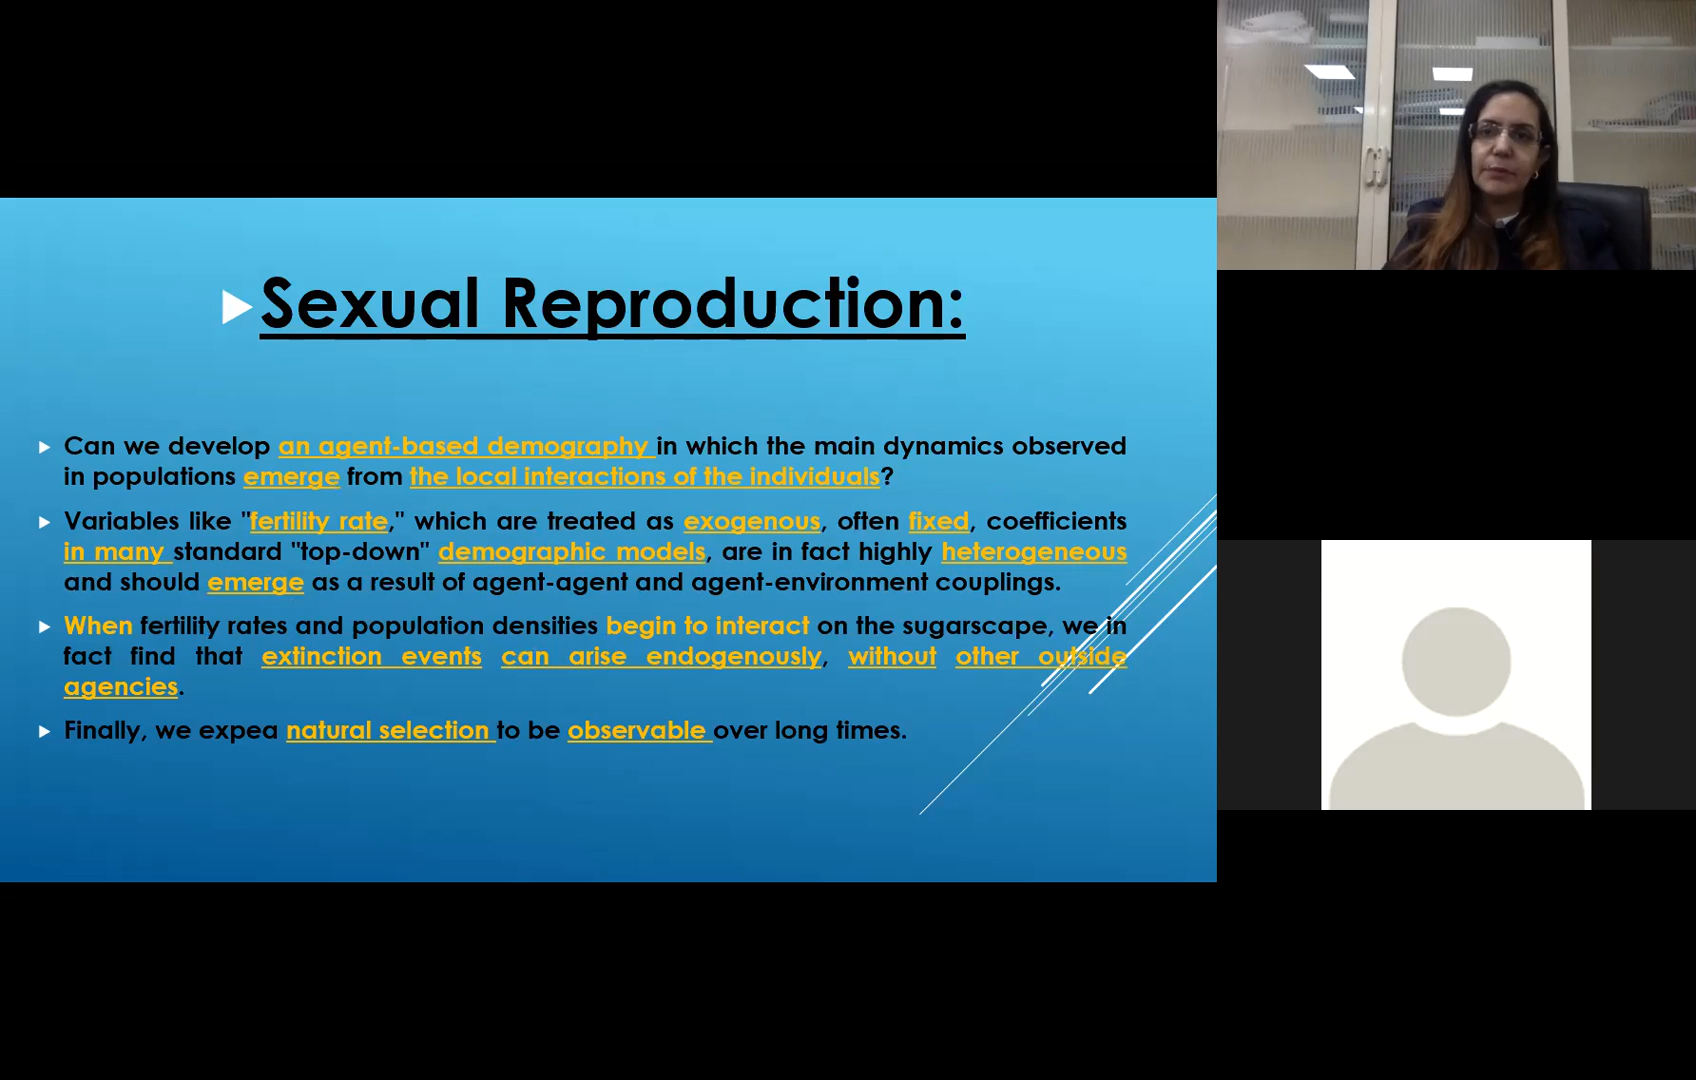 Sexual Reproduction:
Can we develop an agent-based demography in which the main dynamics observed
in populations emerge from the local interactions of the individuals?
Variables like "fertility rate," which are treated as exogenous, often fixed, coefficients
in many standard "top-down" demographic models, are in fact highly heterogeneous
and should emerge as a result of agent-agent and agent-environment couplings.
When fertility rates and population densities begin to interact on the sugarscape, we in
fact find that extinction events can arise endogenously, without other outside
agencies.
Finally, we expea natural selection to be observable over long times.